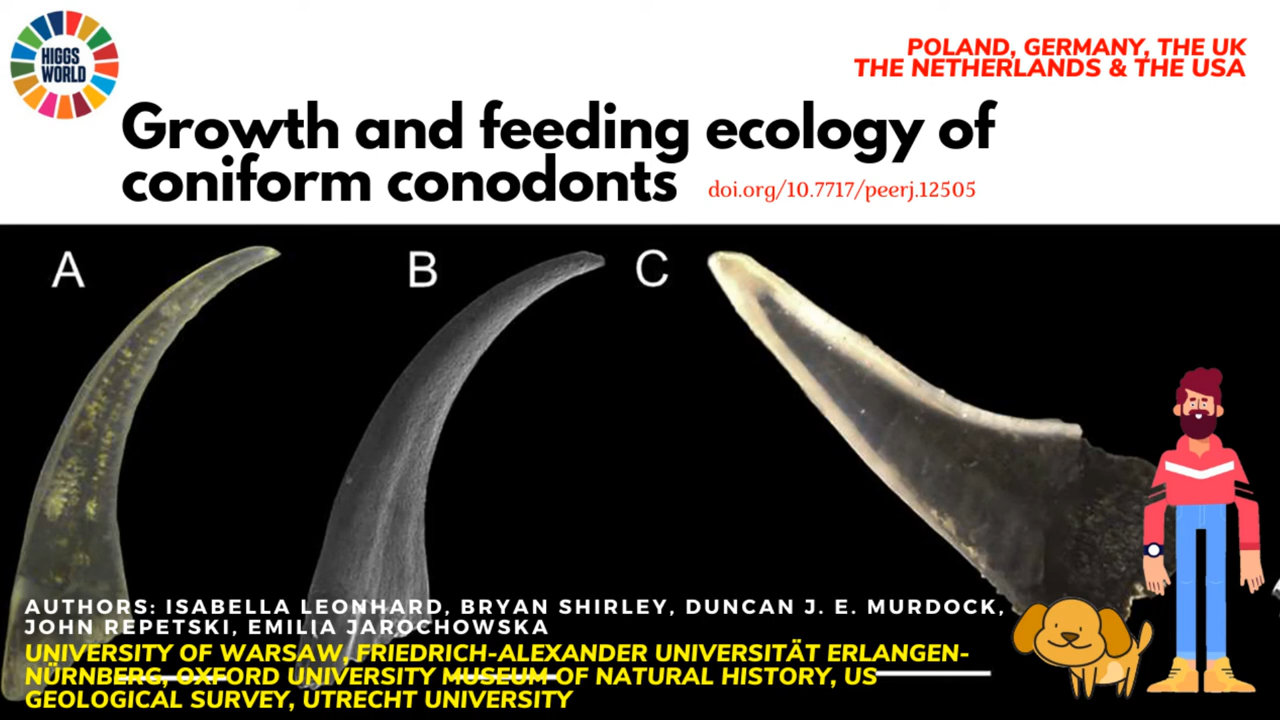 HIGGS
WORLD
POLAND, GERMANY, THE UK
THE NETHERLANDS & THE USA
Growth and feeding ecology of
coniform conodonts doi.org/10.7717/peerj.12505
A B C
AUTHORS: ISABELLA LEONHARD, BRYAN SHIRLEY, DUNCAN J. E. MURDOCK,
JOHN REPETSKI, EMILIA JAROCHOWSKA
UNIVERSITY OF WARSAW, FRIEDRICH-ALEXANDER UNIVERSITÄT ERLANGEN-
NÜRNBERG, OXFORD UNIVERSITY MUSEUM OF NATURAL HISTORY, US
GEOLOGICAL SURVEY, UTRECHT UNIVERSITY